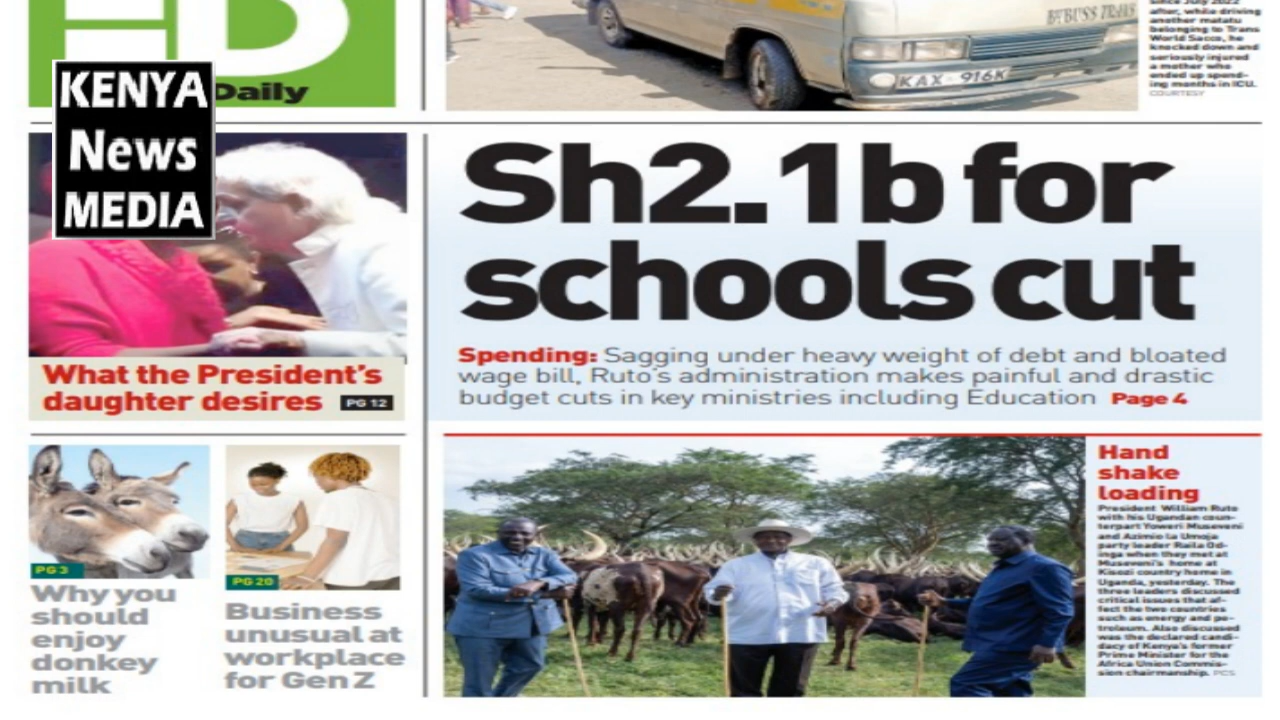 Daily
KENYA
News
MEDIA
BYBUSS TRANS
KAX 916K
since July 2022
after, while driving
another matatu
belonging to Trans
World Sacco, he
knocked down and
seriously injured
a mother who
ended up spend-
ing months in ICU.
COURTESY
What the President's
daughter desires PG 12
Sh2.1b for
schools cut
Spending: Sagging under heavy weight of debt and bloated
wage bill, Ruto's administration makes painful and drastic
budget cuts in key ministries including Education Page 4
PG 3
Why you
should
enjoy
donkey
milk
PG 20
Business
unusual at
workplace
for Gen Z
Hand
shake
loading
President William Ruto
with his Ugandan coun-
terpart Yoweri Museveni
and Azimio la Umoja
party leader Raila Od-
inga when they met at
Museveni's home at
Kisozi country home in
Uganda, yesterday. The
three leaders discussed
critical issues that af-
fect the two countries
such as energy and pe-
troleum. Also discussed
was the declared candi-
dacy of Kenya's former
Prime Minister for the
Africa Union Commis-
sion chairmanship. PCS